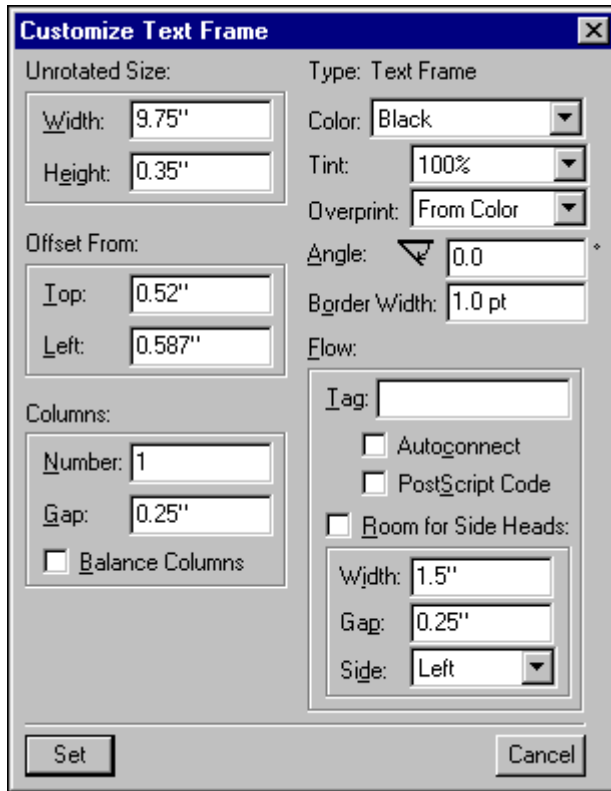 Customize Text Frame
Unrotated Size:
Width: 9.75"
Height: 0.35"
Offset From:
Top: 0.52"
Left: 0.587"
Columns:
Number: 1
Gap: 0.25"
Balance Columns
Type: Text Frame
Color: Black
Tint: 100%
Overprint: From Color
Angle: 0.0 °
Border Width: 1.0 pt
Flow:
Tag:
Autoconnect
PostScript Code
Room for Side Heads:
Width: 1.5"
Gap: 0.25"
Side: Left
Set
Cancel